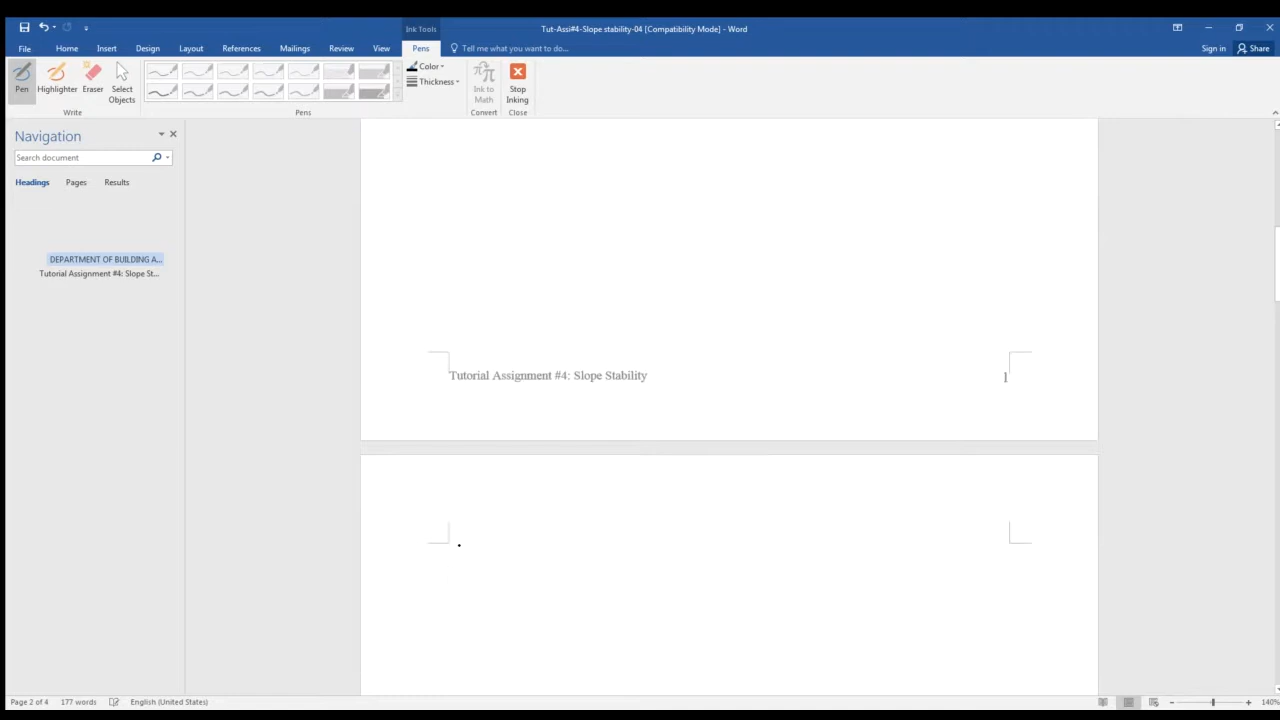 Ink Tools
Tut-Assi#4-Slope stability-04 [Compatibility Mode] - Word
File Home Insert Design Layout References Mailings Review View Pens Tell me what you want to do... Sign in Share
Pen
Highlighter
Eraser
Select
Objects
Color
Thickness
Ink to
Math
Stop
Inking
Write
Pens
Convert
Close
Navigation
Search document
Headings Pages Results
DEPARTMENT OF BUILDING A...
Tutorial Assignment #4: Slope St...
Tutorial Assignment #4: Slope Stability 1
Page 2 of 4 177 words English (United States) 140%